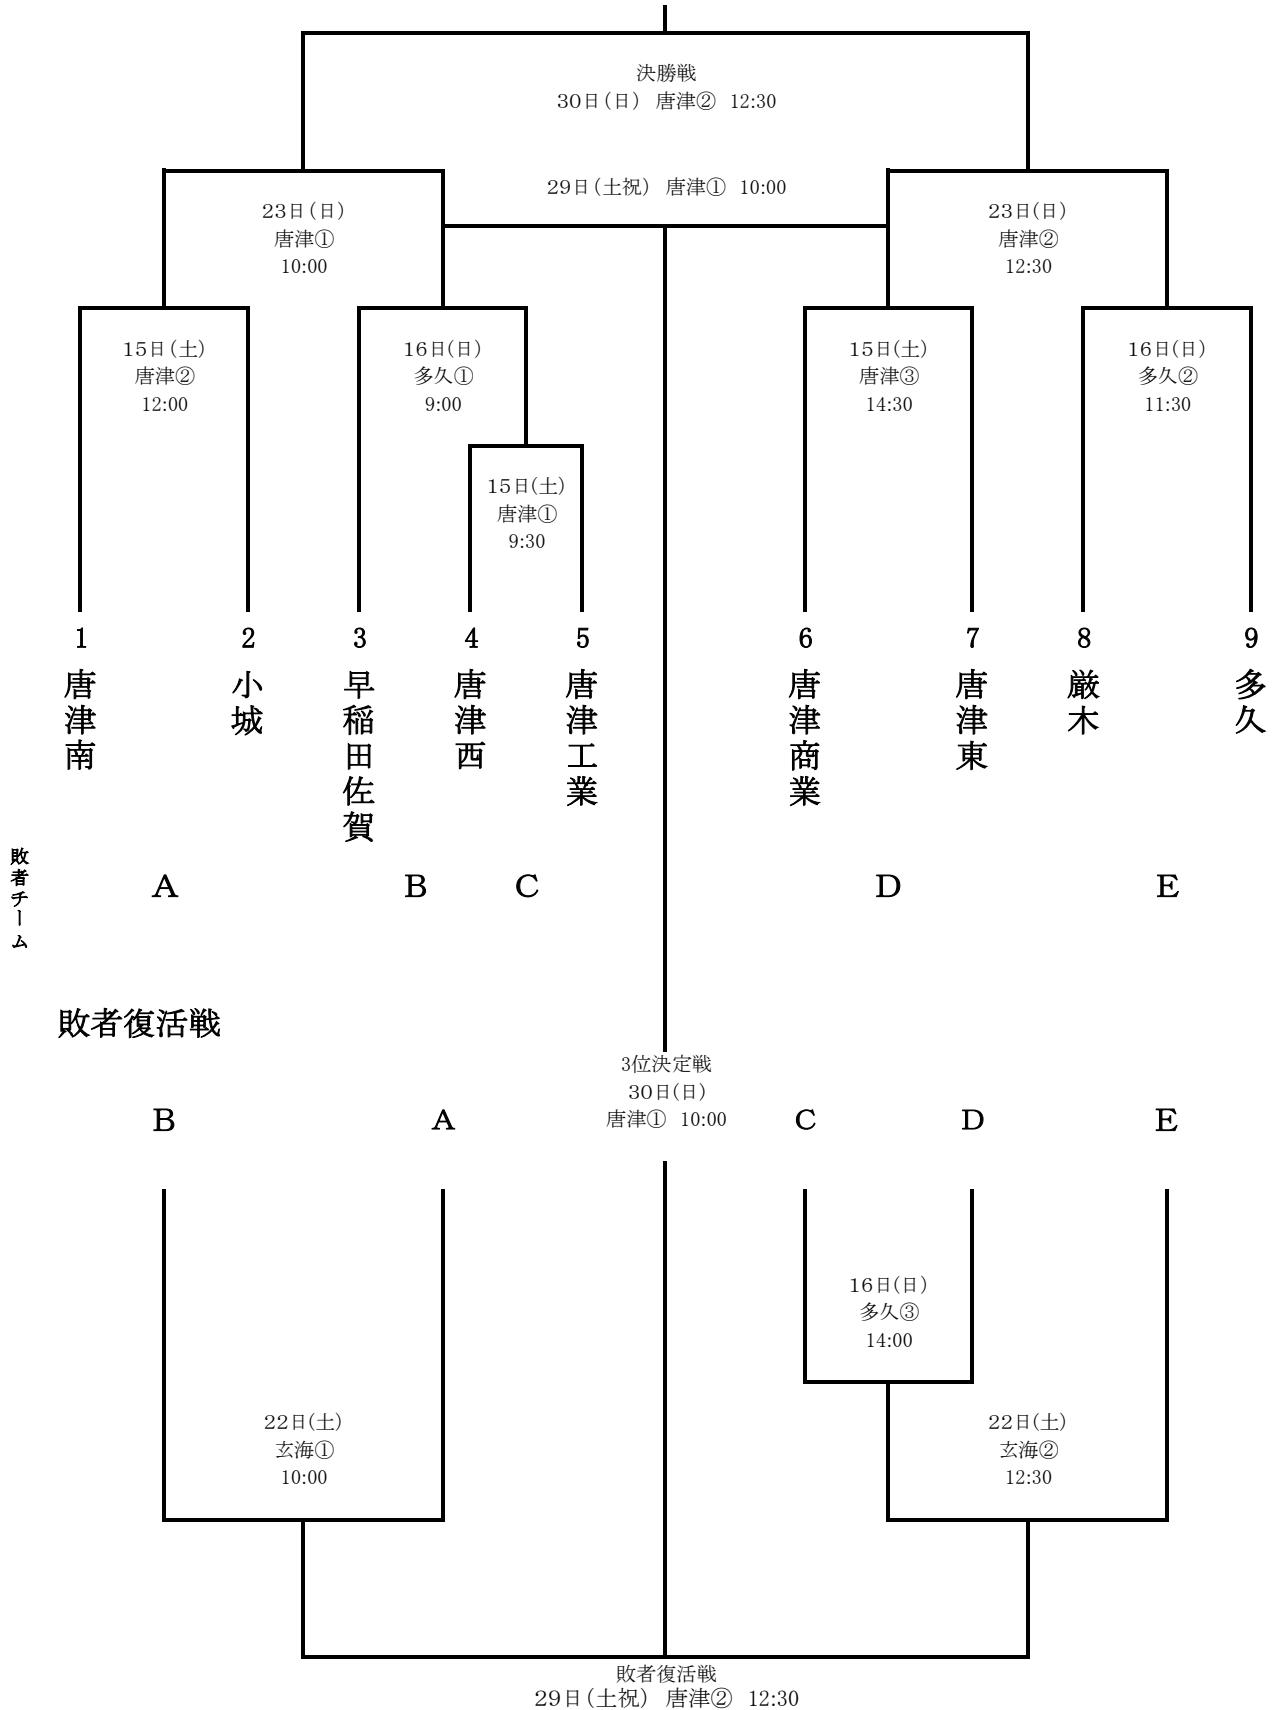 決勝戦
30日(日) 唐津② 12:30
29日(土祝) 唐津① 10:00
23日(日)
唐津①
10:00
23日(日)
唐津②
12:30
15日(土)
唐津②
12:00
16日(日)
多久①
9:00
15日(土)
唐津③
14:30
16日(日)
多久②
11:30
15日(土)
唐津①
9:30
1
唐津南
2
小城
3
早稲田佐賀
4
唐津西
5
唐津工業
6
唐津商業
7
唐津東
8
厳木
9
多久
敗者チーム
A
B
C
D
E
敗者復活戦
3位決定戦
30日(日)
唐津① 10:00
B
A
C
D
E
16日(日)
多久③
14:00
22日(土)
玄海①
10:00
22日(土)
玄海②
12:30
敗者復活戦
29日(土祝) 唐津② 12:30